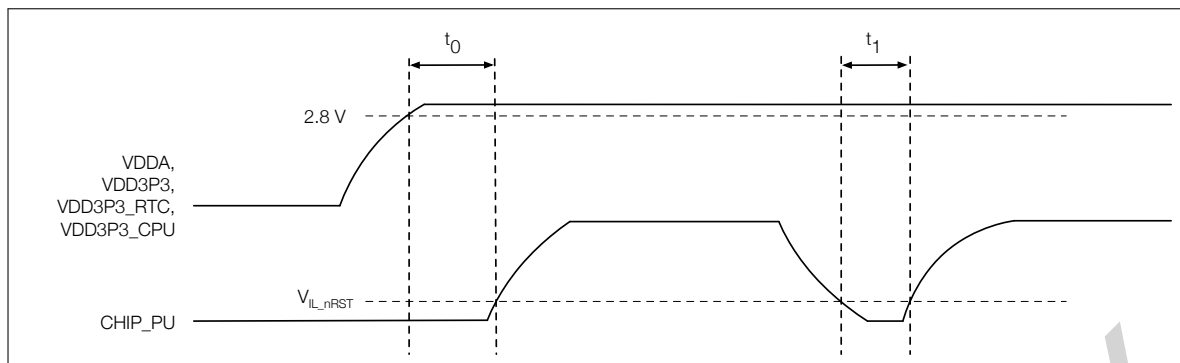 t0
t1
2.8 V
VDDA,
VDD3P3,
VDD3P3_RTC,
VDD3P3_CPU
VIL_nRST
CHIP_PU